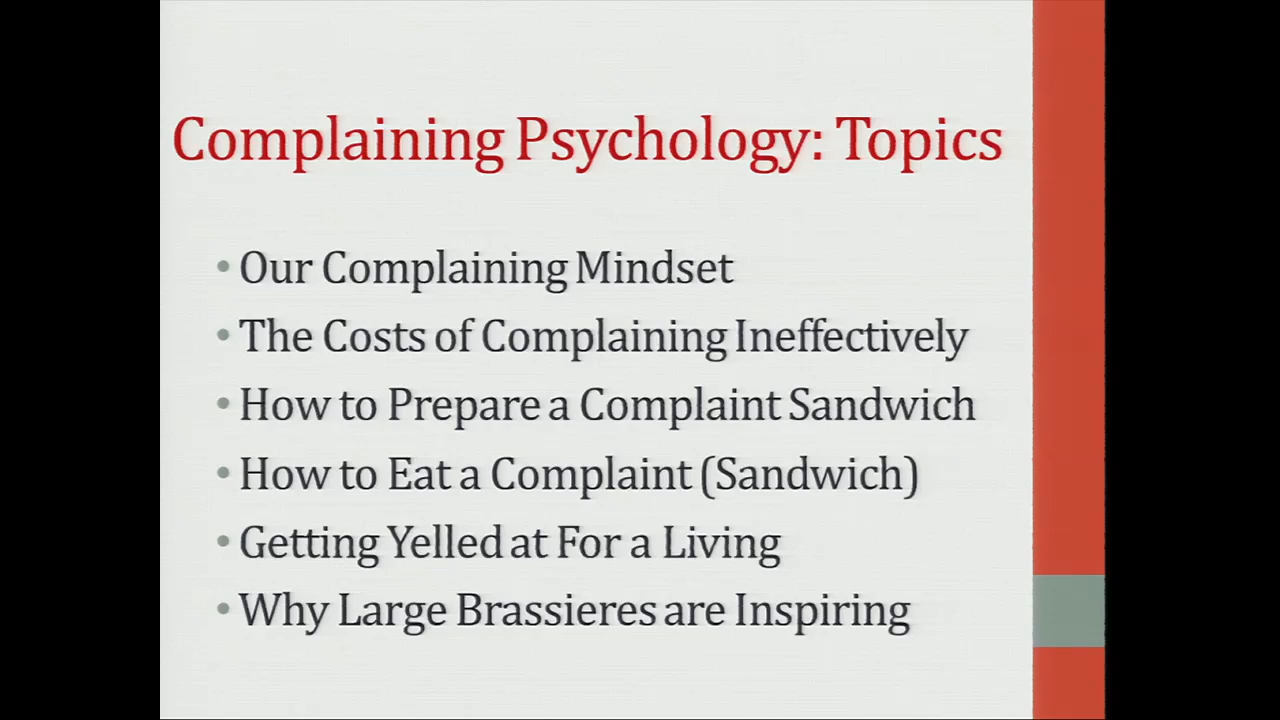 Complaining Psychology: Topics
• Our Complaining Mindset
• The Costs of Complaining Ineffectively
• How to Prepare a Complaint Sandwich
• How to Eat a Complaint (Sandwich)
• Getting Yelled at For a Living
• Why Large Brassieres are Inspiring